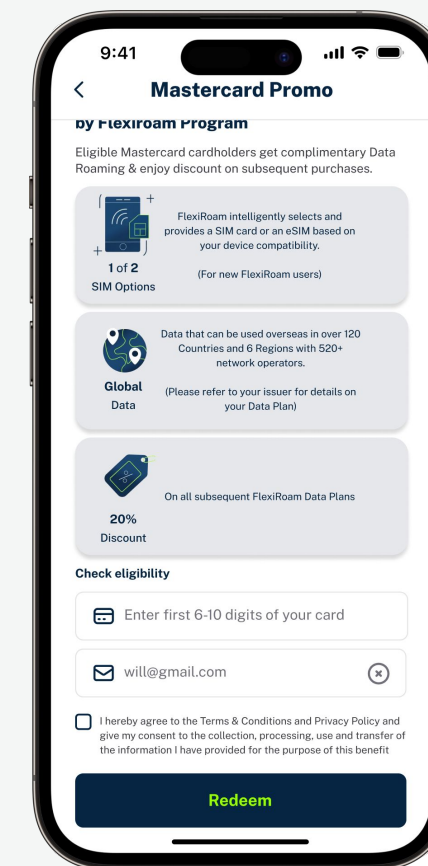 9:41
Mastercard Promo
by Flexiroam Program
Eligible Mastercard cardholders get complimentary Data
Roaming & enjoy discount on subsequent purchases.
1 of 2
SIM Options
FlexiRoam intelligently selects and
provides a SIM card or an eSIM based on
your device compatibility.
(For new FlexiRoam users)
Global
Data
Data that can be used overseas in over 120
Countries and 6 Regions with 520+
network operators.
(Please refer to your issuer for details on
your Data Plan)
20%
Discount
On all subsequent FlexiRoam Data Plans
Check eligibility
Enter first 6-10 digits of your card
will@gmail.com
I hereby agree to the Terms & Conditions and Privacy Policy and
give my consent to the collection, processing, use and transfer of
the information I have provided for the purpose of this benefit
Redeem